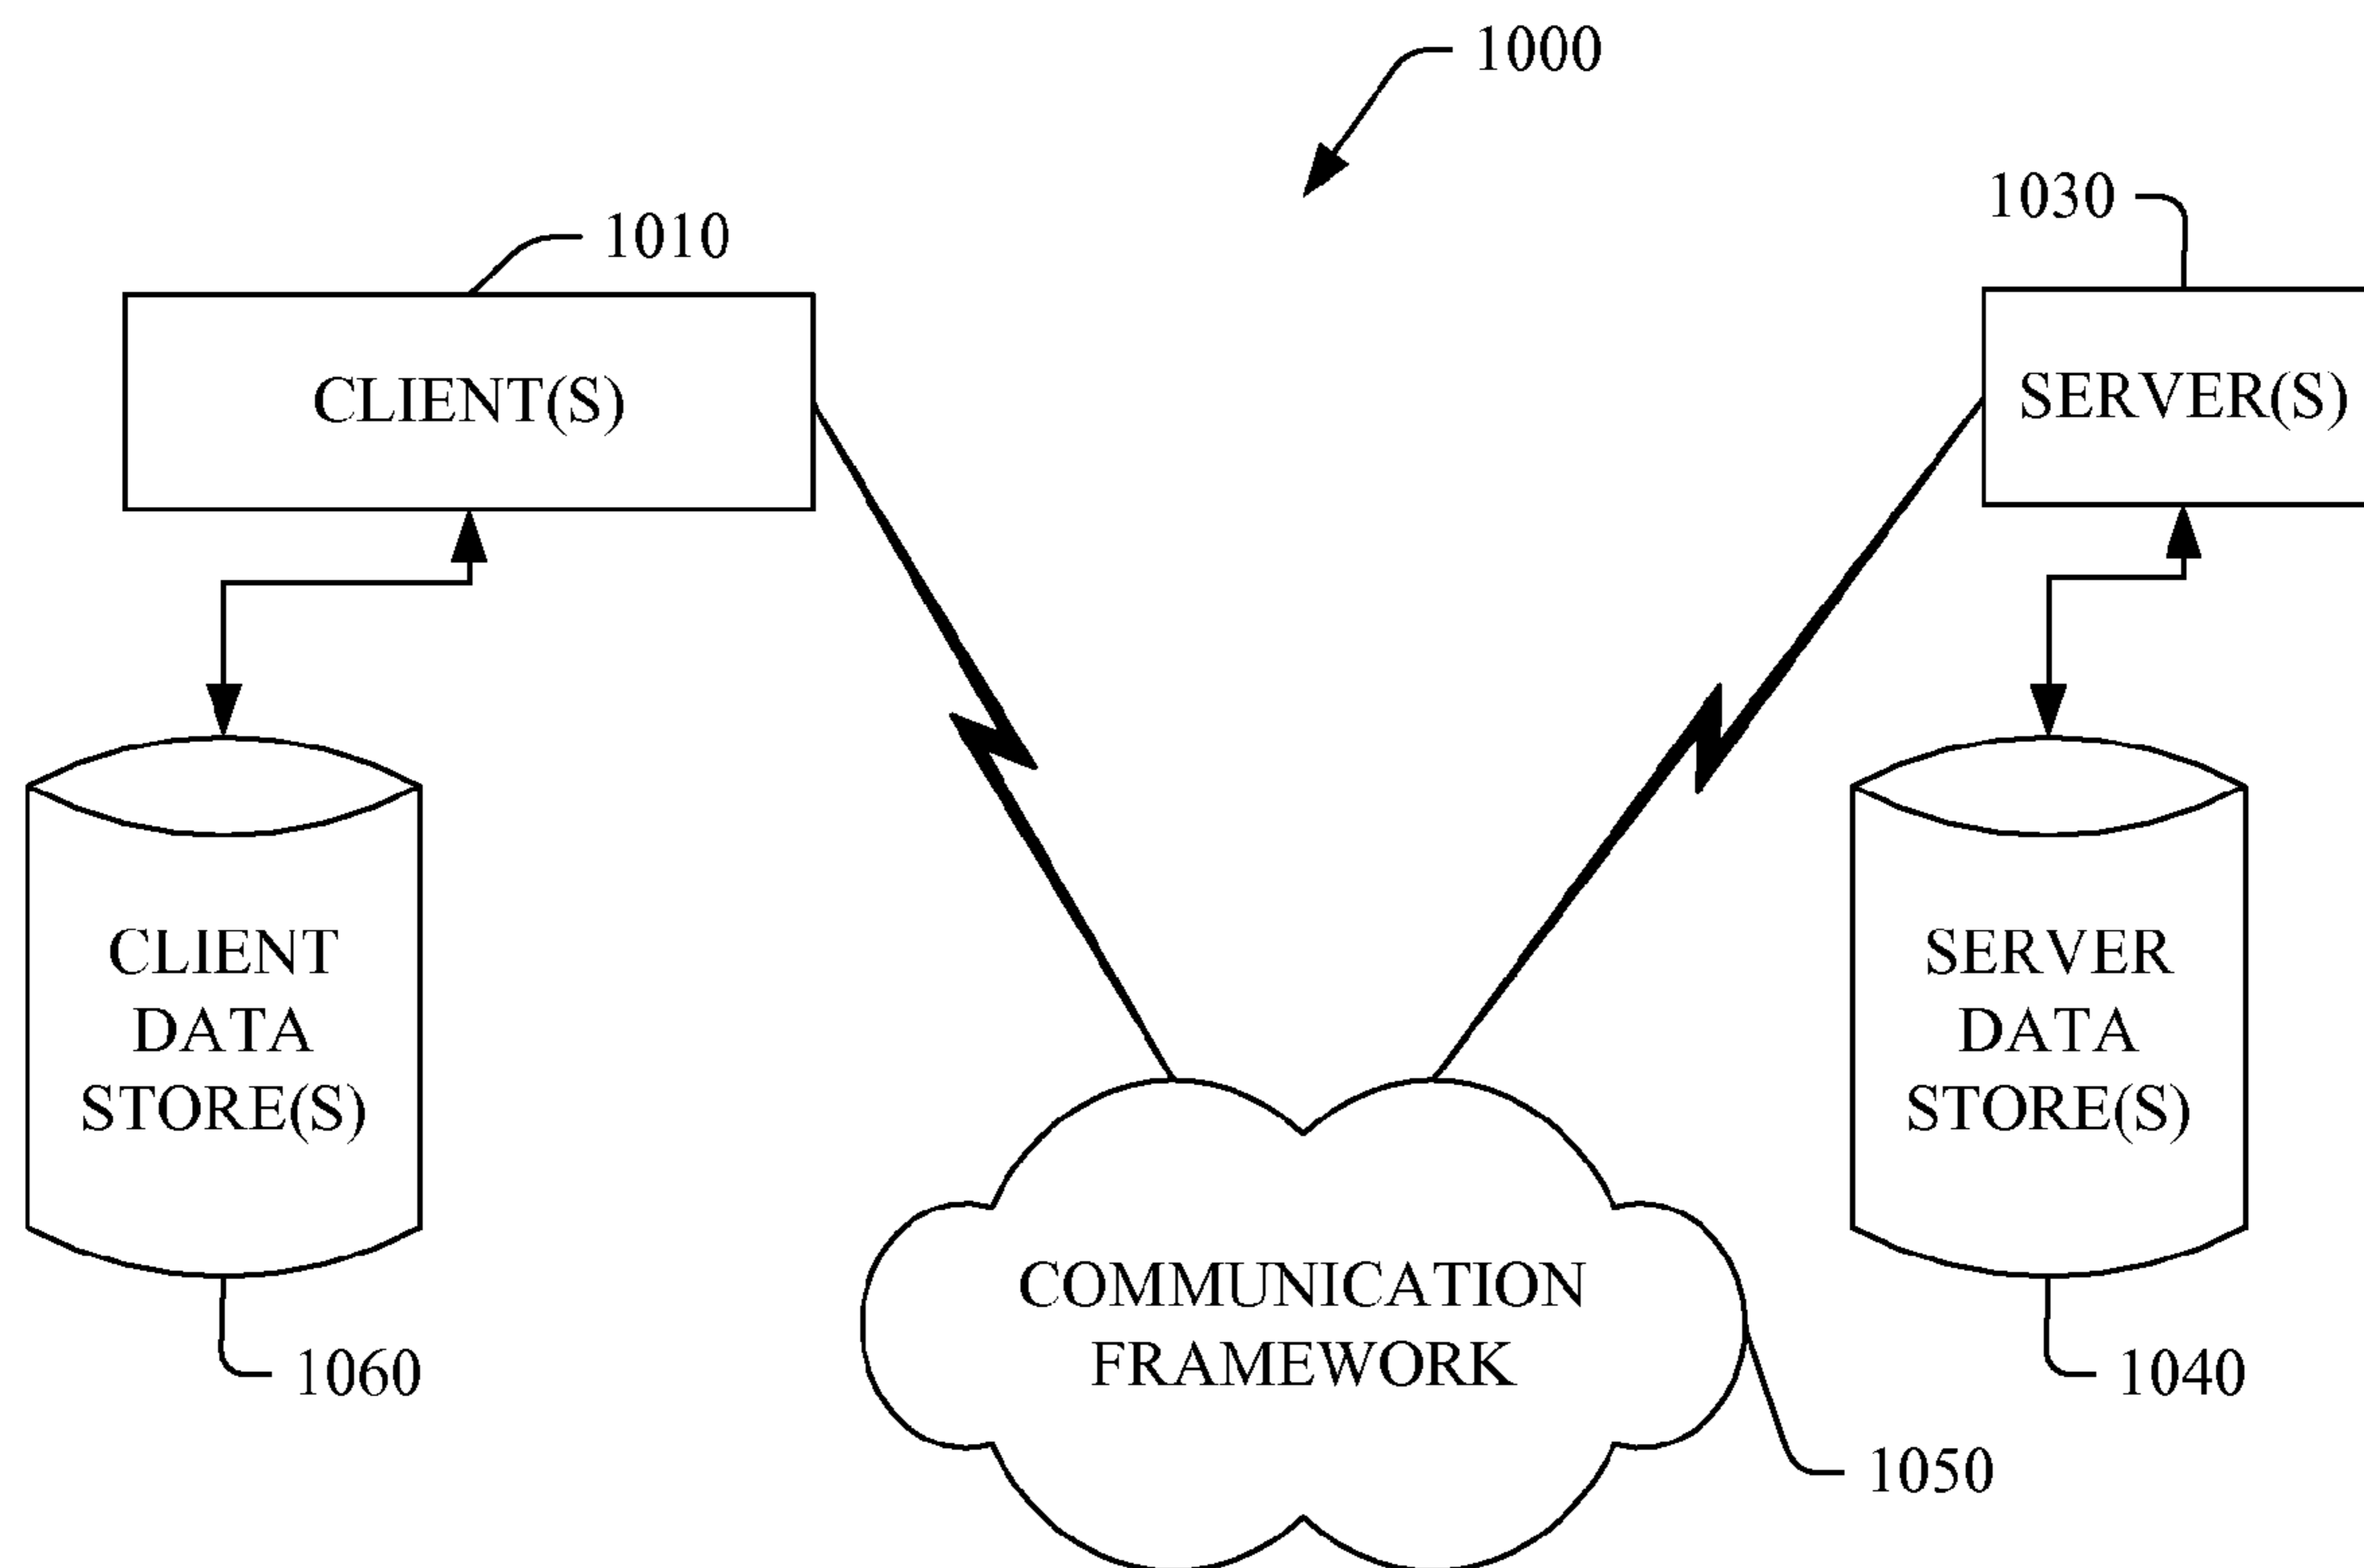 1000
1010
1030
CLIENT(S)
SERVER(S)
CLIENT
DATA
STORE(S)
SERVER
DATA
STORE(S)
COMMUNICATION
FRAMEWORK
1060
1040
1050